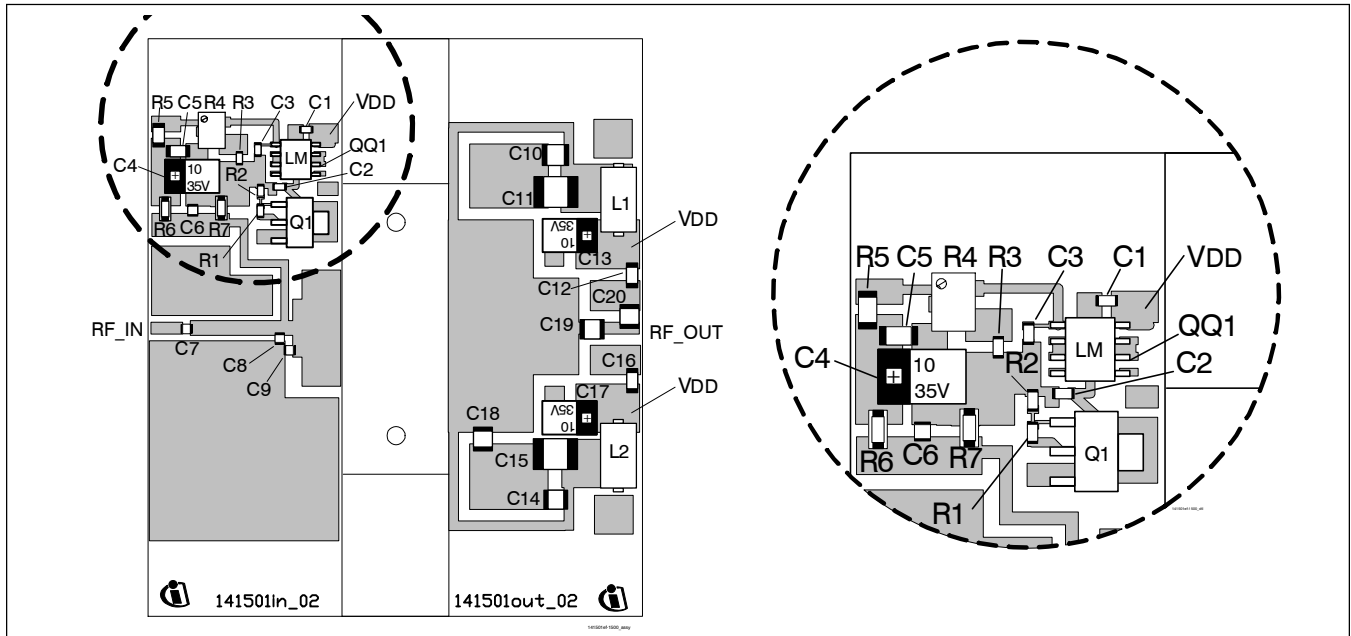 R5 C5 R4 R3 C3 C1 VDD
LM
QQ1
C2
C4
10
35V
R2
R6 C6 R7 Q1
R1
RF_IN
C7
C8
C9
C10
C11
L1
35V
10
VDD
C13
C12
C20
C19
RF_OUT
C16
VDD
C17
35V
10
C18
C15
L2
C14
141501in_02
141501out_02
R5 C5 R4 R3 C3 C1 VDD
QQ1
LM
C4
10
35V
R2
C2
R6 C6 R7 Q1
R1